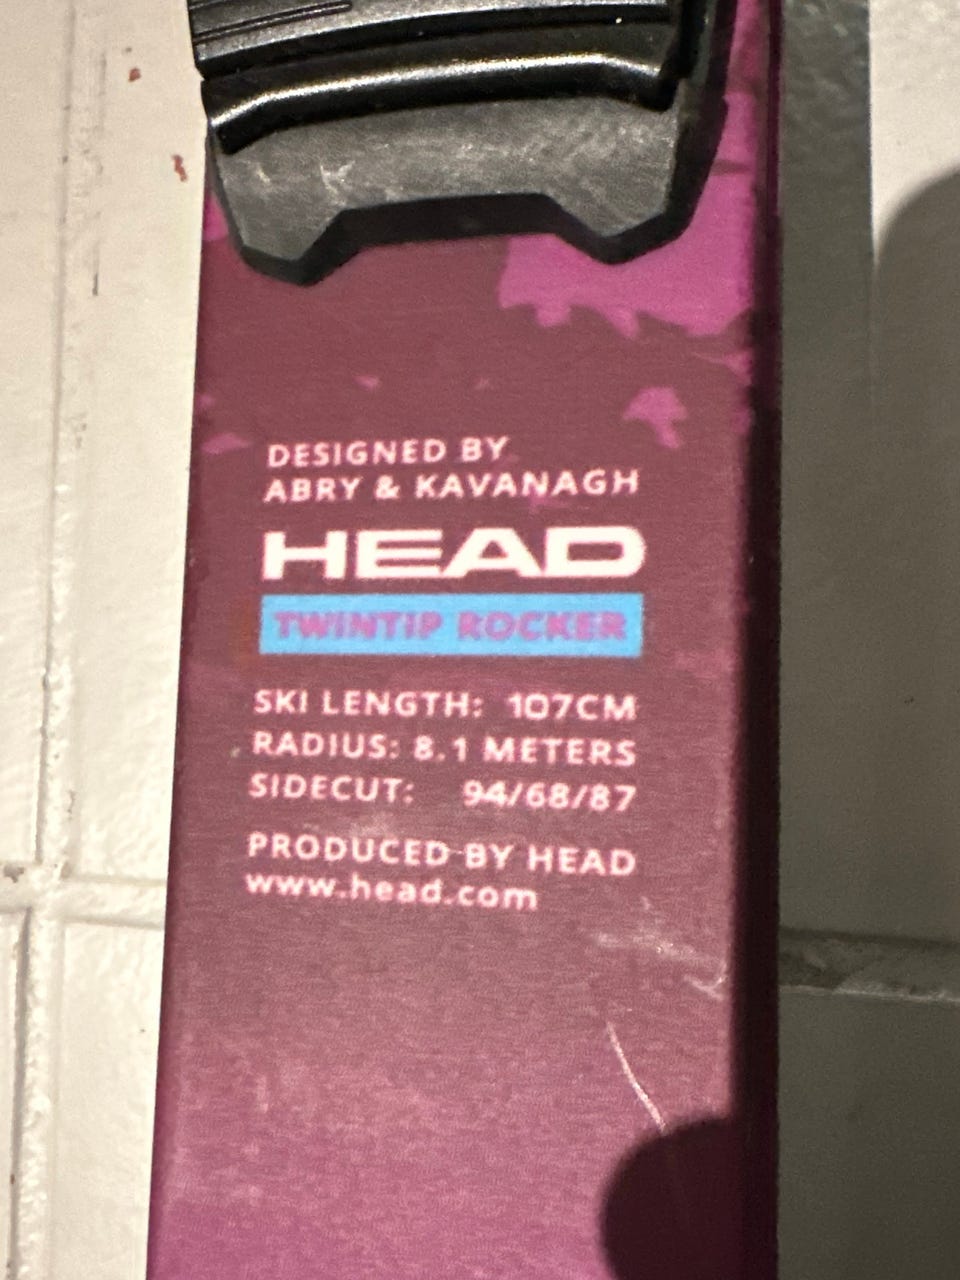 DESIGNED BY
ABRY & KAVANAGH
HEAD
TWINTIP ROCKER
SKI LENGTH: 107CM
RADIUS: 8.1 METERS
SIDECUT: 94/68/87
PRODUCED BY HEAD
www.head.com